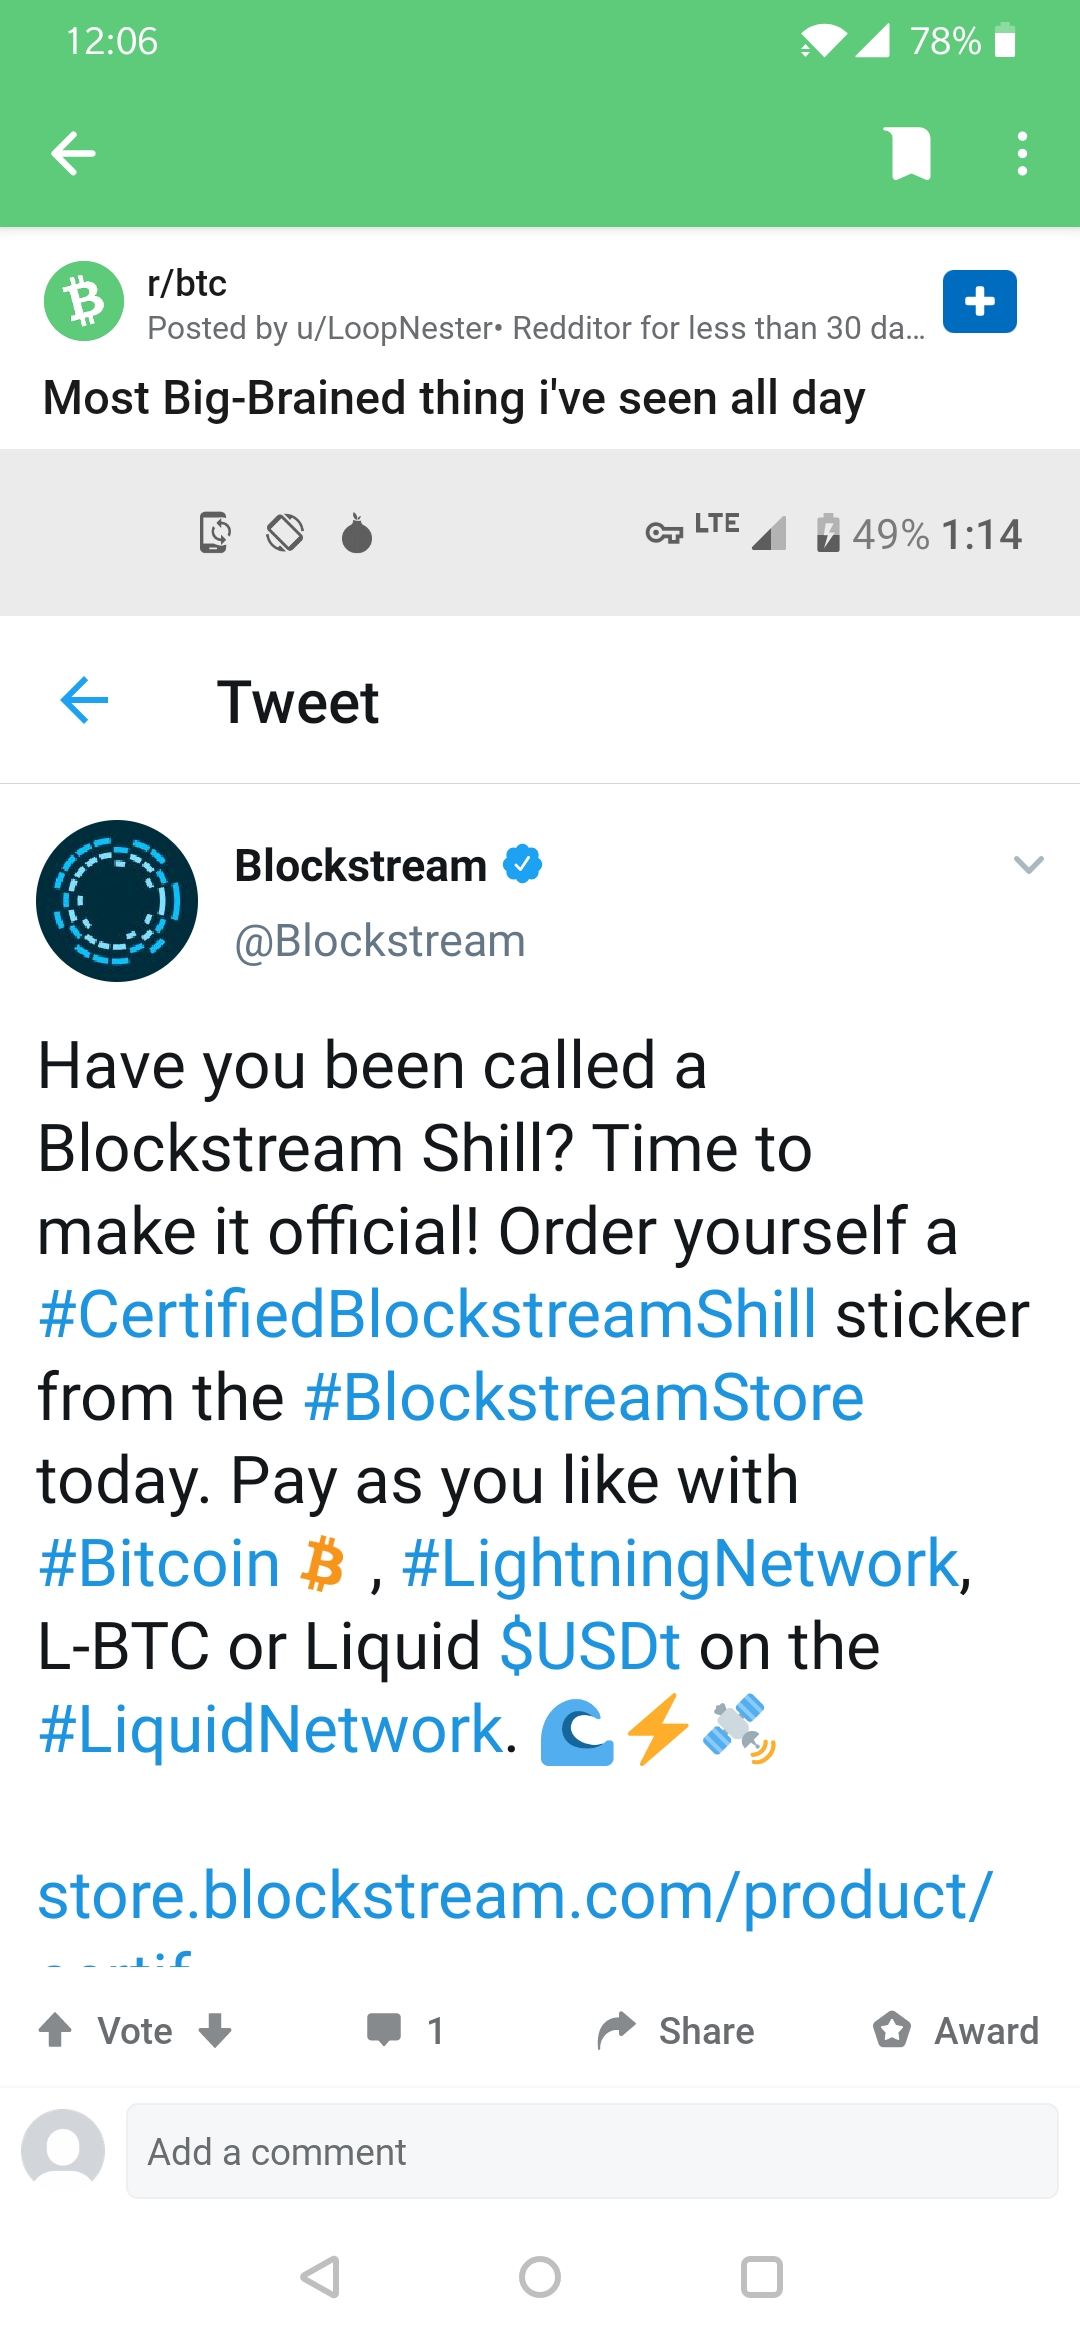 12:06
78%
r/btc
Posted by u/LoopNester• Redditor for less than 30 da...
Most Big-Brained thing i've seen all day
LTE 49% 1:14
Tweet
Blockstream
@Blockstream
Have you been called a
Blockstream Shill? Time to
make it official! Order yourself a
#CertifiedBlockstreamShill sticker
from the #BlockstreamStore
today. Pay as you like with
#Bitcoin ₿ , #LightningNetwork,
L-BTC or Liquid $USDt on the
#LiquidNetwork. 🌊⚡🛰
store.blockstream.com/product/
certif
Vote 1 Share Award
Add a comment